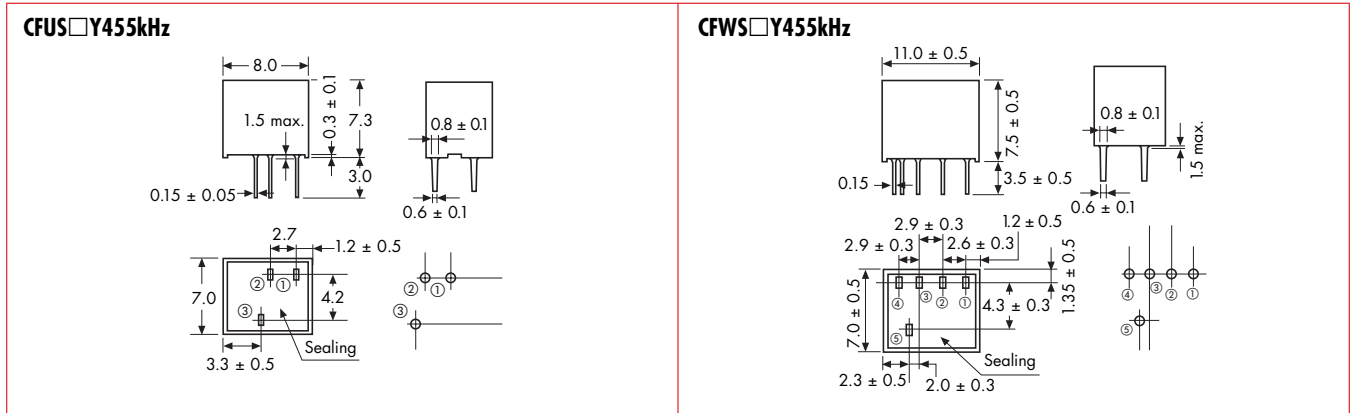 CFUS□Y455kHz
8.0
0.3 ± 0.1
1.5 max.
7.3
3.0
0.15 ± 0.05
0.8 ± 0.1
0.6 ± 0.1
2.7
1.2 ± 0.5
7.0
② ①
4.2
③
Sealing
3.3 ± 0.5
② ①
③
CFWS□Y455kHz
11.0 ± 0.5
7.5 ± 0.5
0.15
3.5 ± 0.5
0.8 ± 0.1
1.5 max.
0.6 ± 0.1
2.9 ± 0.3
1.2 ± 0.5
2.9 ± 0.3
2.6 ± 0.3
1.35 ± 0.5
7.0 ± 0.5
④ ③ ② ①
4.3 ± 0.3
⑤
Sealing
2.3 ± 0.5
2.0 ± 0.3
④ ③ ② ①
⑤